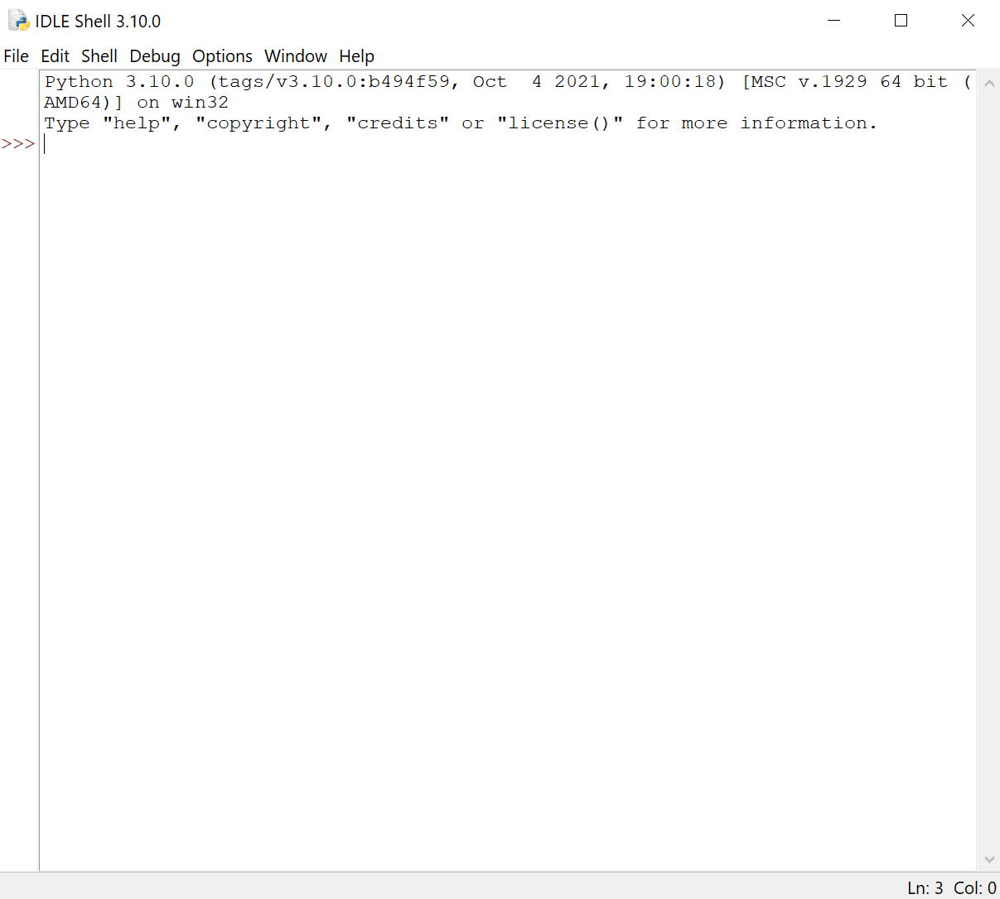 IDLE Shell 3.10.0
File Edit Shell Debug Options Window Help
Python 3.10.0 (tags/v3.10.0:b494f59, Oct  4 2021, 19:00:18) [MSC v.1929 64 bit (
AMD64)] on win32
Type "help", "copyright", "credits" or "license()" for more information.
>>>
Ln: 3 Col: 0